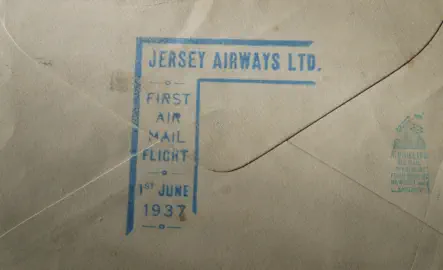 JERSEY AIRWAYS LTD.
FIRST
AIR
MAIL
FLIGHT
1ST JUNE
1937